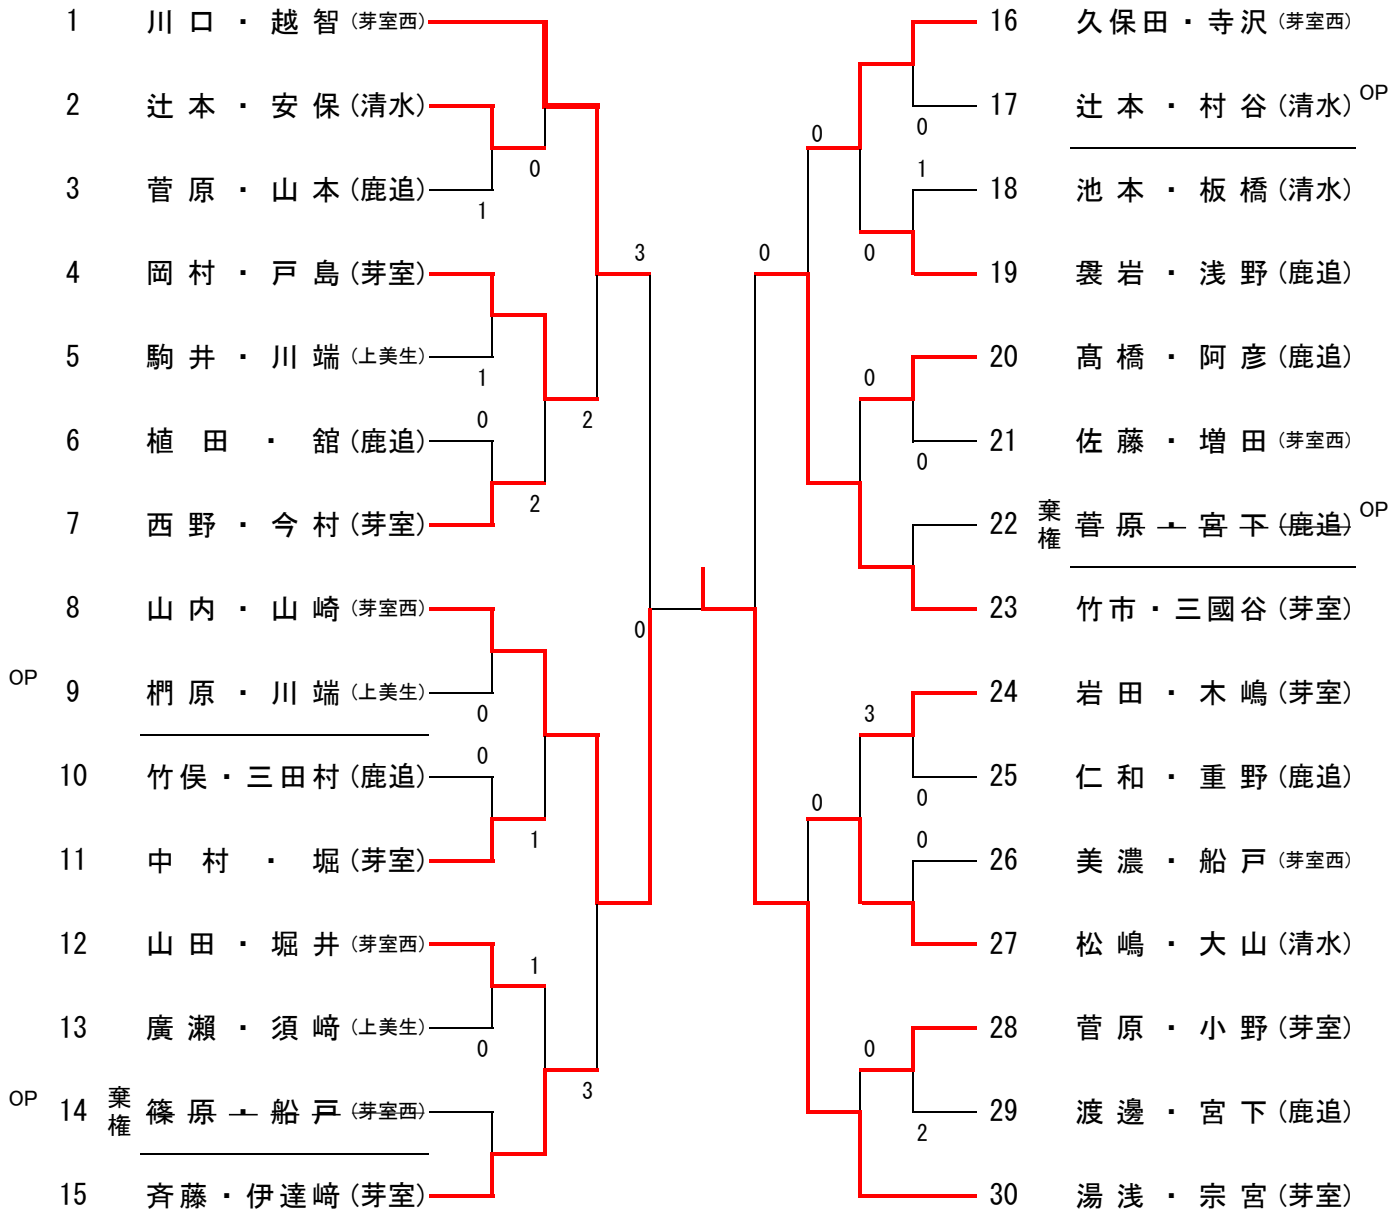 1 川口・越智(芽室西)
2 辻本・安保(清水)
3 菅原・山本(鹿追)
4 岡村・戸島(芽室)
5 駒井・川端(上美生)
6 植田・舘(鹿追)
7 西野・今村(芽室)
8 山内・山崎(芽室西)
OP 9 椚原・川端(上美生)
10 竹俣・三田村(鹿追)
11 中村・堀(芽室)
12 山田・堀井(芽室西)
13 廣瀬・須﨑(上美生)
OP 14 棄権 篠原・船戸(芽室西)
15 斉藤・伊達﨑(芽室)
0
1
1
0
2
2
0
0
1
1
0
3
3
0
0
0
0
1
0
0
0
3
0
0
0
0
2
16 久保田・寺沢(芽室西)
17 辻本・村谷(清水) OP
18 池本・板橋(清水)
19 袰岩・浅野(鹿追)
20 髙橋・阿彦(鹿追)
21 佐藤・増田(芽室西)
22 棄権 菅原・宮下(鹿追) OP
23 竹市・三國谷(芽室)
24 岩田・木嶋(芽室)
25 仁和・重野(鹿追)
26 美濃・船戸(芽室西)
27 松嶋・大山(清水)
28 菅原・小野(芽室)
29 渡邊・宮下(鹿追)
30 湯浅・宗宮(芽室)